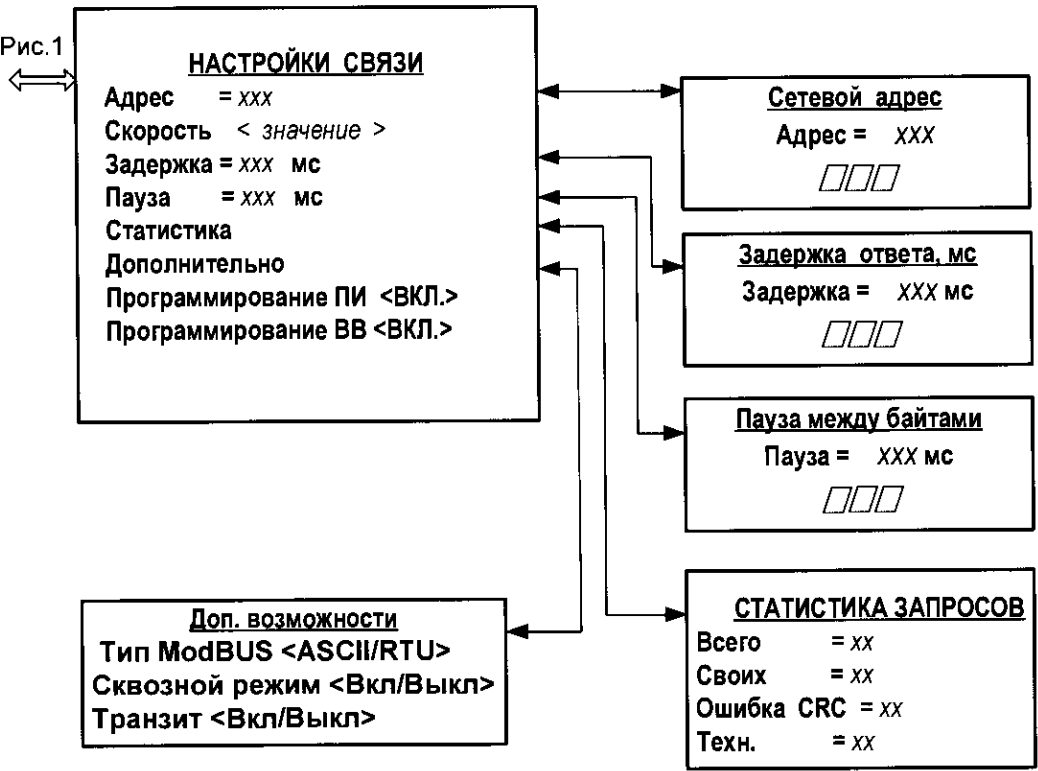 Рис.1
НАСТРОЙКИ СВЯЗИ
Адрес = xxx
Скорость < значение >
Задержка = xxx мс
Пауза = xxx мс
Статистика
Дополнительно
Программирование ПИ <ВКЛ.>
Программирование ВВ <ВКЛ.>
Сетевой адрес
Адрес = XXX
Задержка ответа, мс
Задержка = XXX мс
Пауза между байтами
Пауза = XXX мс
СТАТИСТИКА ЗАПРОСОВ
Всего = xx
Своих = xx
Ошибка CRC = xx
Техн. = xx
Доп. возможности
Тип ModBUS <ASCII/RTU>
Сквозной режим <Вкл/Выкл>
Транзит <Вкл/Выкл>